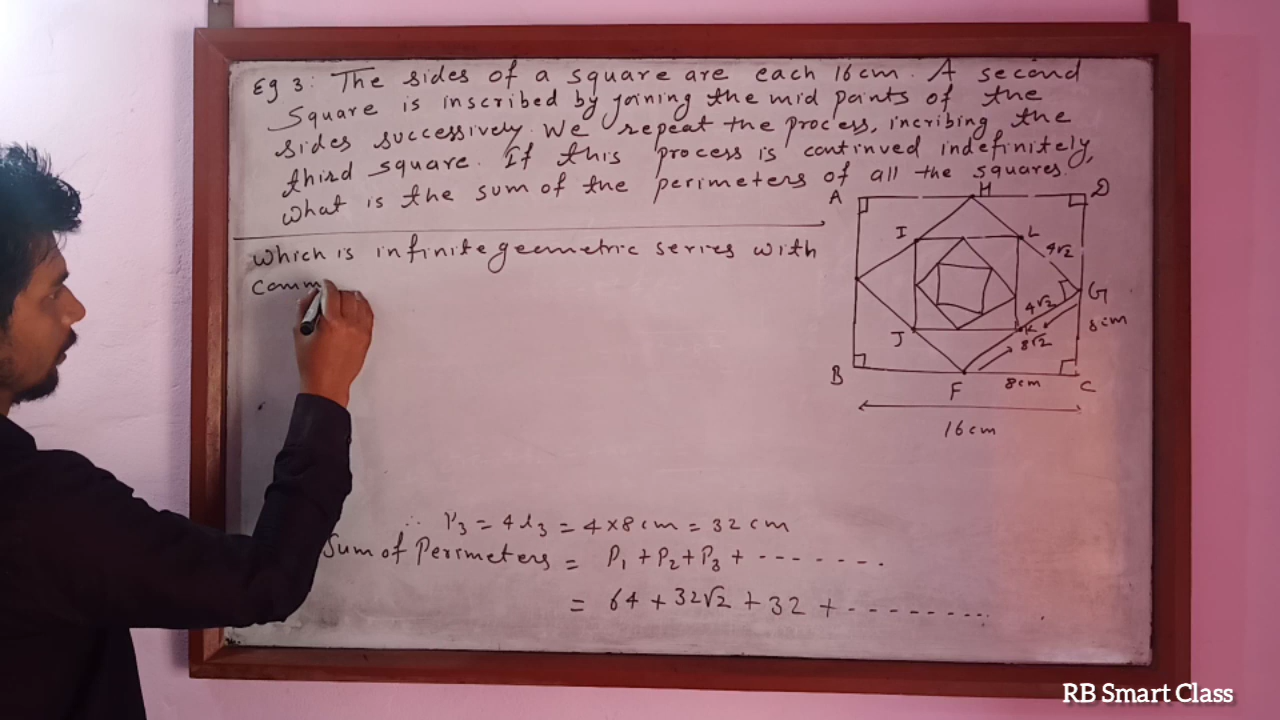 Eg 3: The sides of a square are each 16 cm. A second
Square is inscribed by joining the mid points of the
sides successively. We repeat the process, incribing the
third square. If this process is continued indefinitely,
What is the sum of the perimeters of all the squares.
Which is infinite geometric series with
comm
A
H
D
I
L
4√2
G
4√2
K
8cm
J
8√2
B
F
8cm
C
16cm
∴ P₃ = 4l₃ = 4×8cm = 32cm
Sum of Perimeters = P₁ + P₂ + P₃ + - - - - - - -
= 64 + 32√2 + 32 + - - - - - - - - -
RB Smart Class